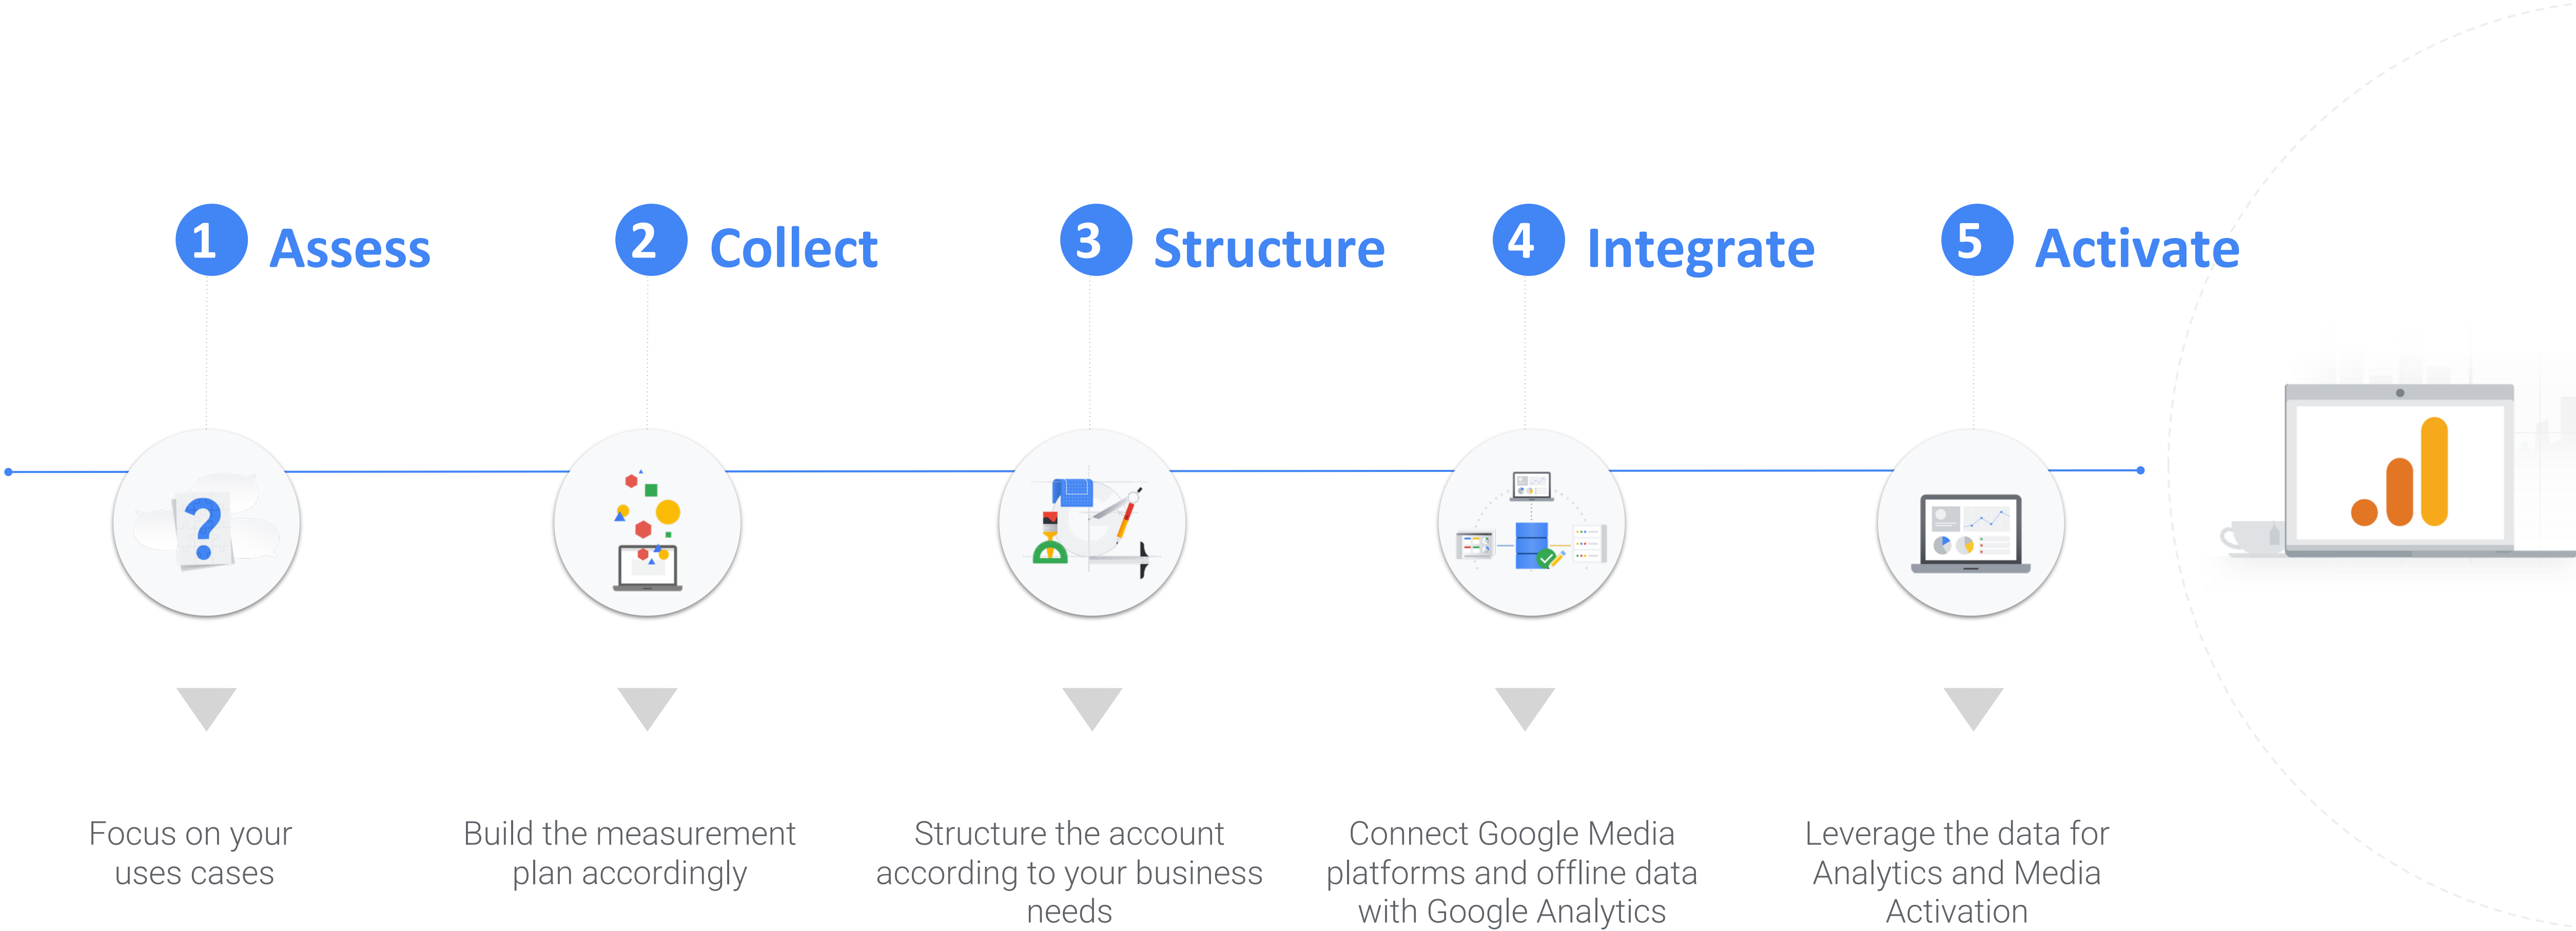 1 Assess
2 Collect
3 Structure
4 Integrate
5 Activate
?
Focus on your
uses cases
Build the measurement
plan accordingly
Structure the account
according to your business
needs
Connect Google Media
platforms and offline data
with Google Analytics
Leverage the data for
Analytics and Media
Activation